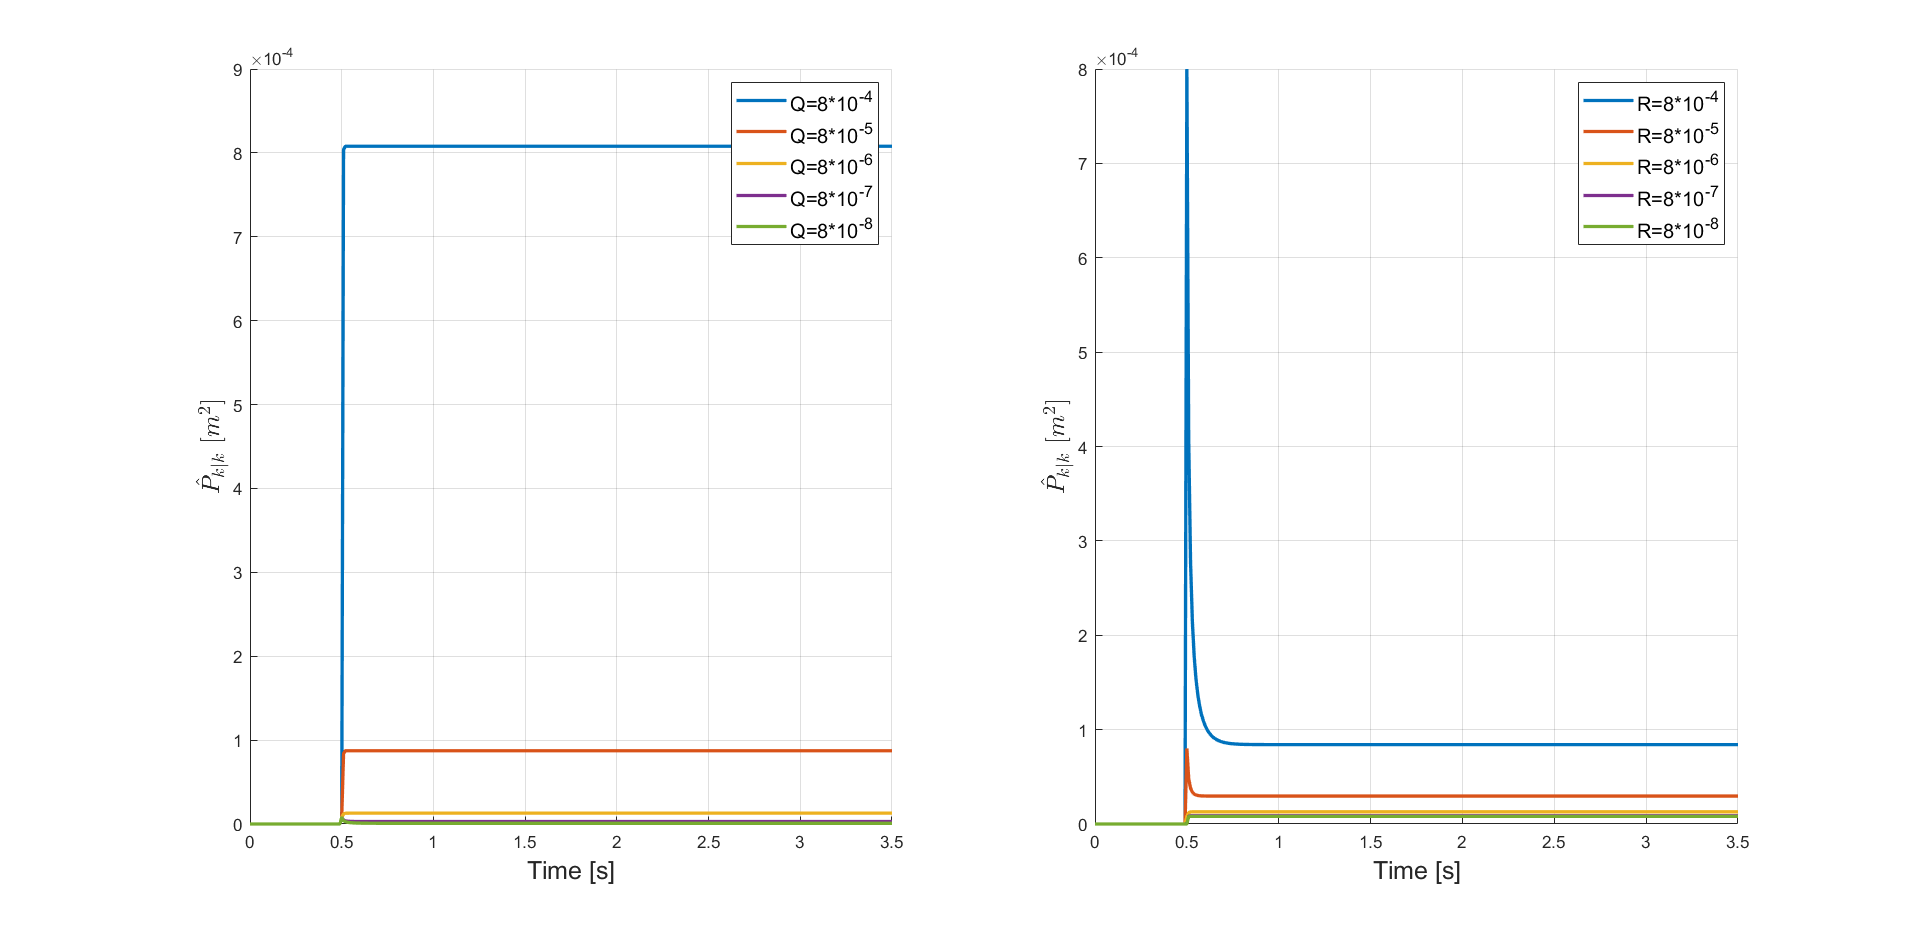 ×10⁻⁴
9
8
7
6
5
4
3
2
1
0
P̂ₖ|ₖ [m²]
Q=8*10⁻⁴
Q=8*10⁻⁵
Q=8*10⁻⁶
Q=8*10⁻⁷
Q=8*10⁻⁸
0 0.5 1 1.5 2 2.5 3 3.5
Time [s]
×10⁻⁴
8
7
6
5
4
3
2
1
0
P̂ₖ|ₖ [m²]
R=8*10⁻⁴
R=8*10⁻⁵
R=8*10⁻⁶
R=8*10⁻⁷
R=8*10⁻⁸
0 0.5 1 1.5 2 2.5 3 3.5
Time [s]